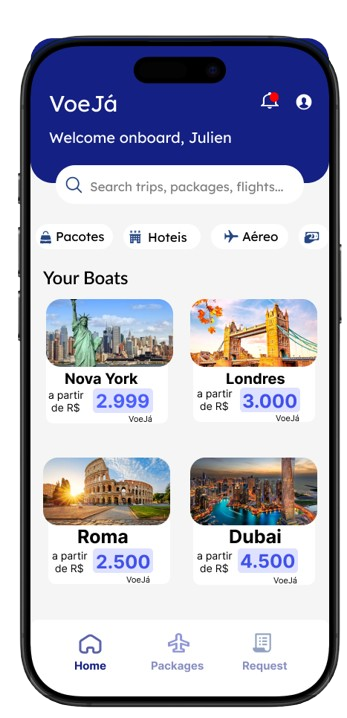 VoeJá
Welcome onboard, Julien
Search trips, packages, flights...
Pacotes Hoteis Aéreo
Your Boats
Nova York
a partir
de R$ 2.999
VoeJá
Londres
a partir
de R$ 3.000
VoeJá
Roma
a partir
de R$ 2.500
VoeJá
Dubai
a partir
de R$ 4.500
VoeJá
Home Packages Request